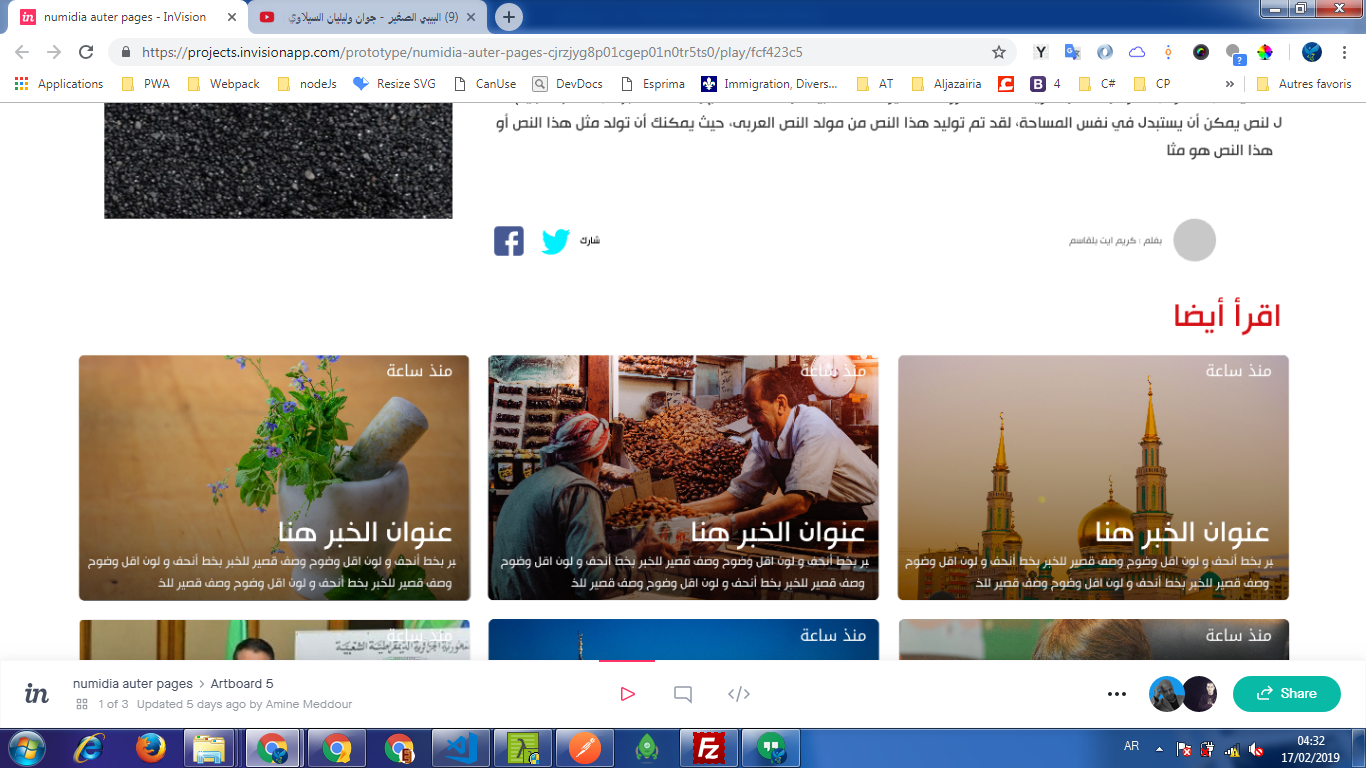 numidia auter pages - InVision
(9) البيبي الصغير - جوان وليليان السيلاوي
https://projects.invisionapp.com/prototype/numidia-auter-pages-cjrzjyg8p01cgep01n0tr5ts0/play/fcf423c5
Applications PWA Webpack nodeJs Resize SVG CanUse DevDocs Esprima Immigration, Divers... AT Aljazairia 4 C# CP » Autres favoris
ل لنص يمكن أن يستبدل في نفس المساحة، لقد تم توليد هذا النص من مولد النص العربى، حيث يمكنك أن تولد مثل هذا النص أو
هذا النص هو مثا
بقلم : كريم ايت بلقاسم
شارك
اقرأ أيضا
منذ ساعة
عنوان الخبر هنا
بر بخط أنحف و لون اقل وضوح وصف قصير للخبر بخط أنحف و لون اقل وضوح
وصف قصير للخبر بخط أنحف و لون اقل وضوح وصف قصير للخ
منذ ساعة
عنوان الخبر هنا
بر بخط أنحف و لون اقل وضوح وصف قصير للخبر بخط أنحف و لون اقل وضوح
وصف قصير للخبر بخط أنحف و لون اقل وضوح وصف قصير للخ
منذ ساعة
عنوان الخبر هنا
بر بخط أنحف و لون اقل وضوح وصف قصير للخبر بخط أنحف و لون اقل وضوح
وصف قصير للخبر بخط أنحف و لون اقل وضوح وصف قصير للخ
منذ ساعة
منذ ساعة
منذ ساعة
in
numidia auter pages > Artboard 5
1 of 3 Updated 5 days ago by Amine Meddour
Share
AR
04:32
17/02/2019